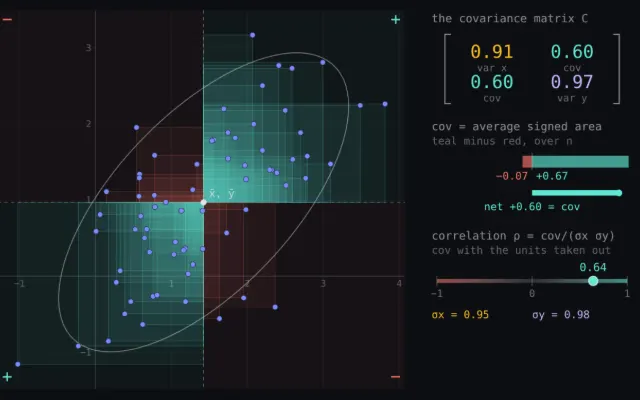 − +
3
2
1
x̄, ȳ
−1 1 2 3 4
−1
+ −
the covariance matrix C
0.91 0.60
var x cov
0.60 0.97
cov var y
cov = average signed area
teal minus red, over n
−0.07 +0.67
net +0.60 = cov
correlation ρ = cov/(σx σy)
cov with the units taken out
0.64
−1 0 1
σx = 0.95 σy = 0.98